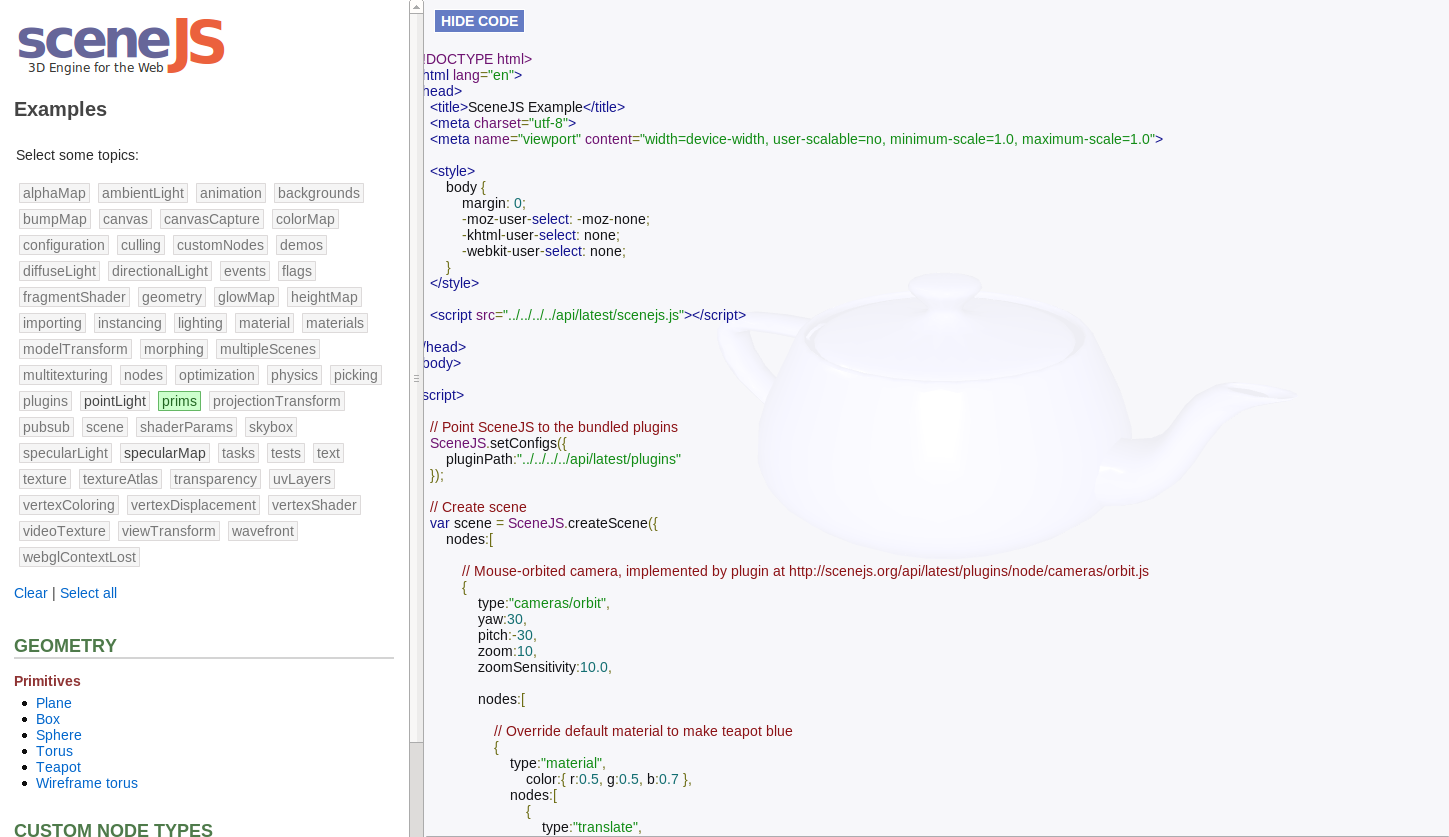 sceneJS
3D Engine for the Web
Examples
Select some topics:
alphaMap ambientLight animation backgrounds
bumpMap canvas canvasCapture colorMap
configuration culling customNodes demos
diffuseLight directionalLight events flags
fragmentShader geometry glowMap heightMap
importing instancing lighting material materials
modelTransform morphing multipleScenes
multitexturing nodes optimization physics picking
plugins pointLight prims projectionTransform
pubsub scene shaderParams skybox
specularLight specularMap tasks tests text
texture textureAtlas transparency uvLayers
vertexColoring vertexDisplacement vertexShader
videoTexture viewTransform wavefront
webglContextLost
Clear | Select all
GEOMETRY
Primitives
Plane
Box
Sphere
Torus
Teapot
Wireframe torus
CUSTOM NODE TYPES
HIDE CODE
!DOCTYPE html>
html lang="en">
head>
<title>SceneJS Example</title>
<meta charset="utf-8">
<meta name="viewport" content="width=device-width, user-scalable=no, minimum-scale=1.0, maximum-scale=1.0">
<style>
body {
margin: 0;
-moz-user-select: -moz-none;
-khtml-user-select: none;
-webkit-user-select: none;
}
</style>
<script src="../../../../api/latest/scenejs.js"></script>
/head>
body>
script>
// Point SceneJS to the bundled plugins
SceneJS.setConfigs({
pluginPath:"../../../../api/latest/plugins"
});
// Create scene
var scene = SceneJS.createScene({
nodes:[
// Mouse-orbited camera, implemented by plugin at http://scenejs.org/api/latest/plugins/node/cameras/orbit.js
{
type:"cameras/orbit",
yaw:30,
pitch:-30,
zoom:10,
zoomSensitivity:10.0,
nodes:[
// Override default material to make teapot blue
{
type:"material",
color:{ r:0.5, g:0.5, b:0.7 },
nodes:[
{
type:"translate",